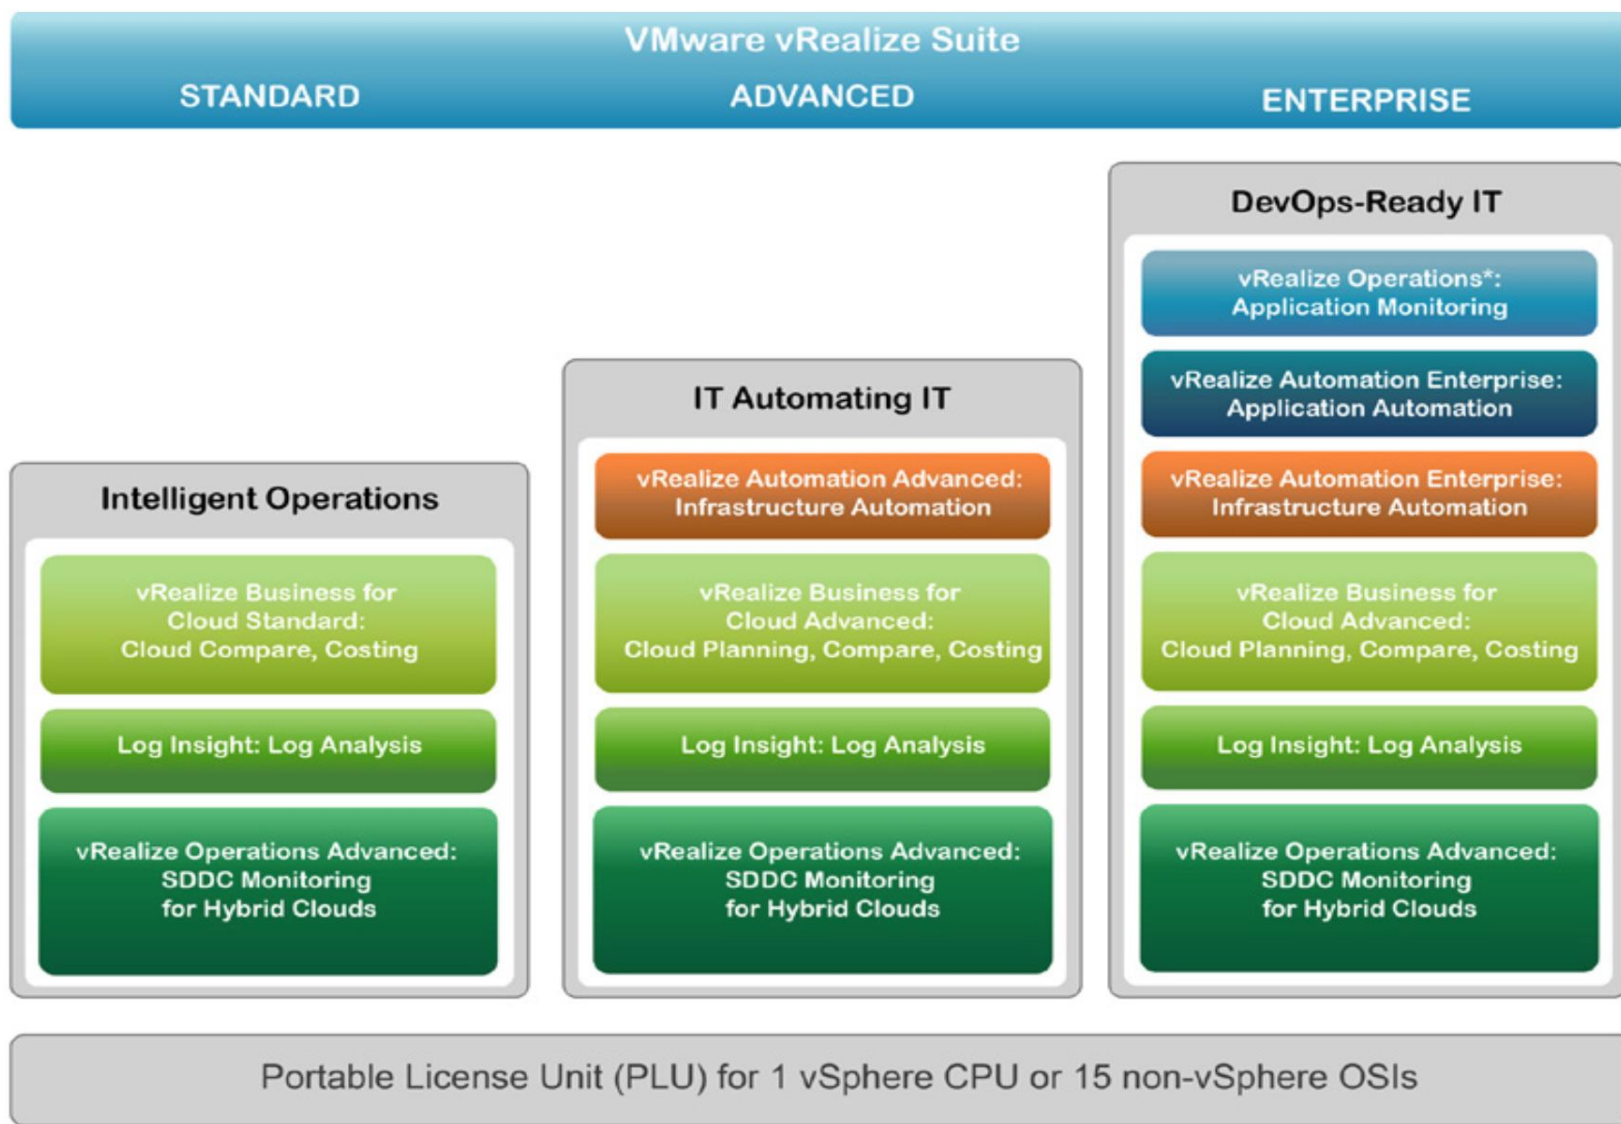 VMware vRealize Suite
STANDARD
ADVANCED
ENTERPRISE
Intelligent Operations
vRealize Business for
Cloud Standard:
Cloud Compare, Costing
Log Insight: Log Analysis
vRealize Operations Advanced:
SDDC Monitoring
for Hybrid Clouds
IT Automating IT
vRealize Automation Advanced:
Infrastructure Automation
vRealize Business for
Cloud Advanced:
Cloud Planning, Compare, Costing
Log Insight: Log Analysis
vRealize Operations Advanced:
SDDC Monitoring
for Hybrid Clouds
DevOps-Ready IT
vRealize Operations*:
Application Monitoring
vRealize Automation Enterprise:
Application Automation
vRealize Automation Enterprise:
Infrastructure Automation
vRealize Business for
Cloud Advanced:
Cloud Planning, Compare, Costing
Log Insight: Log Analysis
vRealize Operations Advanced:
SDDC Monitoring
for Hybrid Clouds
Portable License Unit (PLU) for 1 vSphere CPU or 15 non-vSphere OSIs